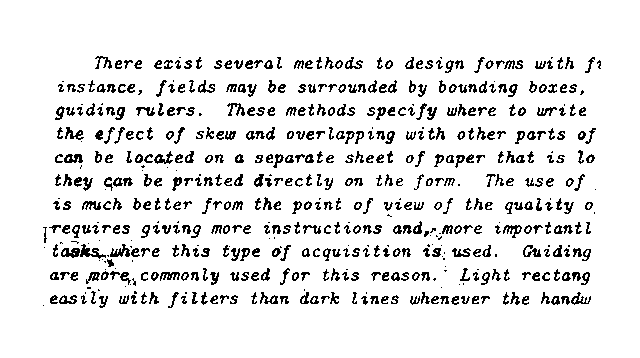 There exist several methods to design forms with fi
instance, fields may be surrounded by bounding boxes,
guiding rulers. These methods specify where to write
the effect of skew and overlapping with other parts of
can be located on a separate sheet of paper that is lo
they can be printed directly on the form. The use of
is much better from the point of view of the quality o
requires giving more instructions and, more importantl
tasks where this type of acquisition is used. Guiding
are more commonly used for this reason. Light rectang
easily with filters than dark lines whenever the handw